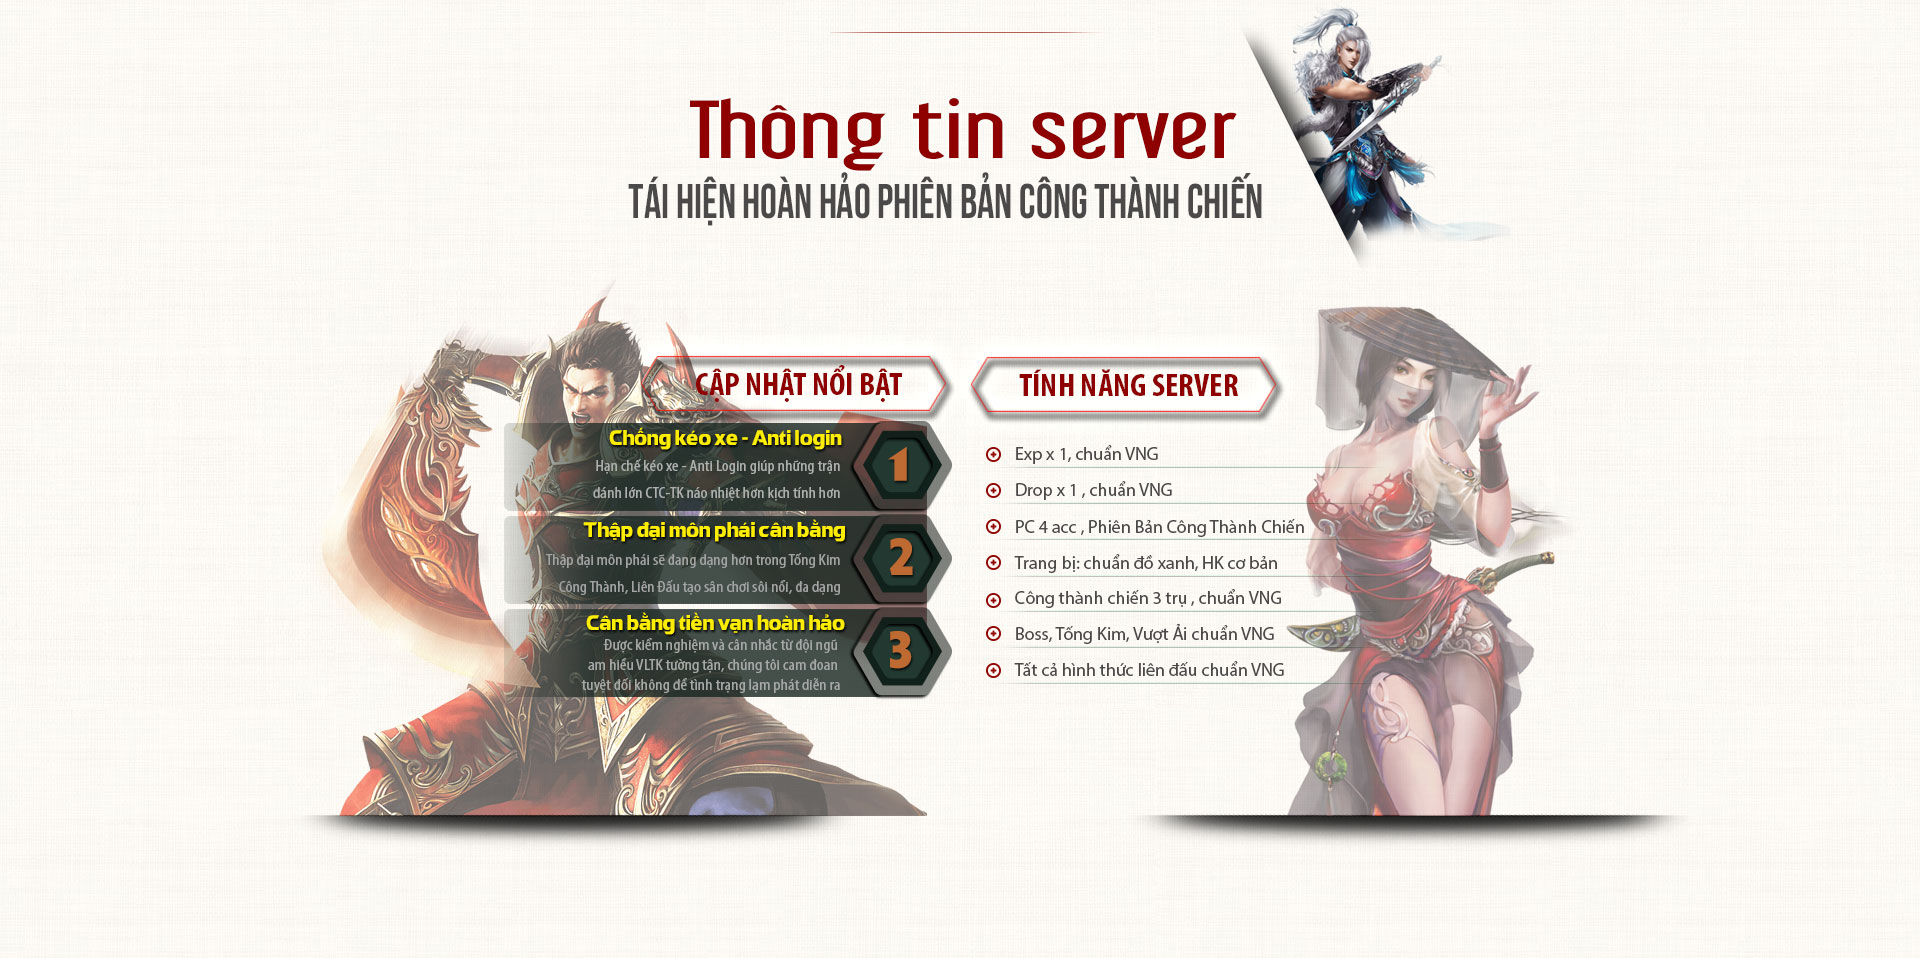 Thông tin server
TÁI HIỆN HOÀN HẢO PHIÊN BẢN CÔNG THÀNH CHIẾN
CẬP NHẬT NỔI BẬT
Chống kéo xe - Anti login
Hạn chế kéo xe - Anti Login giúp những trận
đánh lớn CTC-TK náo nhiệt hơn kịch tính hơn
1
Thập đại môn phái cân bằng
Thập đại môn phái sẽ đang dạng hơn trong Tống Kim
Công Thành, Liên Đấu tạo sân chơi sôi nổi, đa dạng
2
Cân bằng tiền vạn hoàn hảo
Được kiểm nghiệm và cân nhắc từ đội ngũ
am hiểu VLTK tường tận, chúng tôi cam đoan
tuyệt đối không để tình trạng lạm phát diễn ra
3
TÍNH NĂNG SERVER
Exp x 1, chuẩn VNG
Drop x 1 , chuẩn VNG
PC 4 acc , Phiên Bản Công Thành Chiến
Trang bị: chuẩn đồ xanh, HK cơ bản
Công thành chiến 3 trụ , chuẩn VNG
Boss, Tống Kim, Vượt Ải chuẩn VNG
Tất cả hình thức liên đấu chuẩn VNG